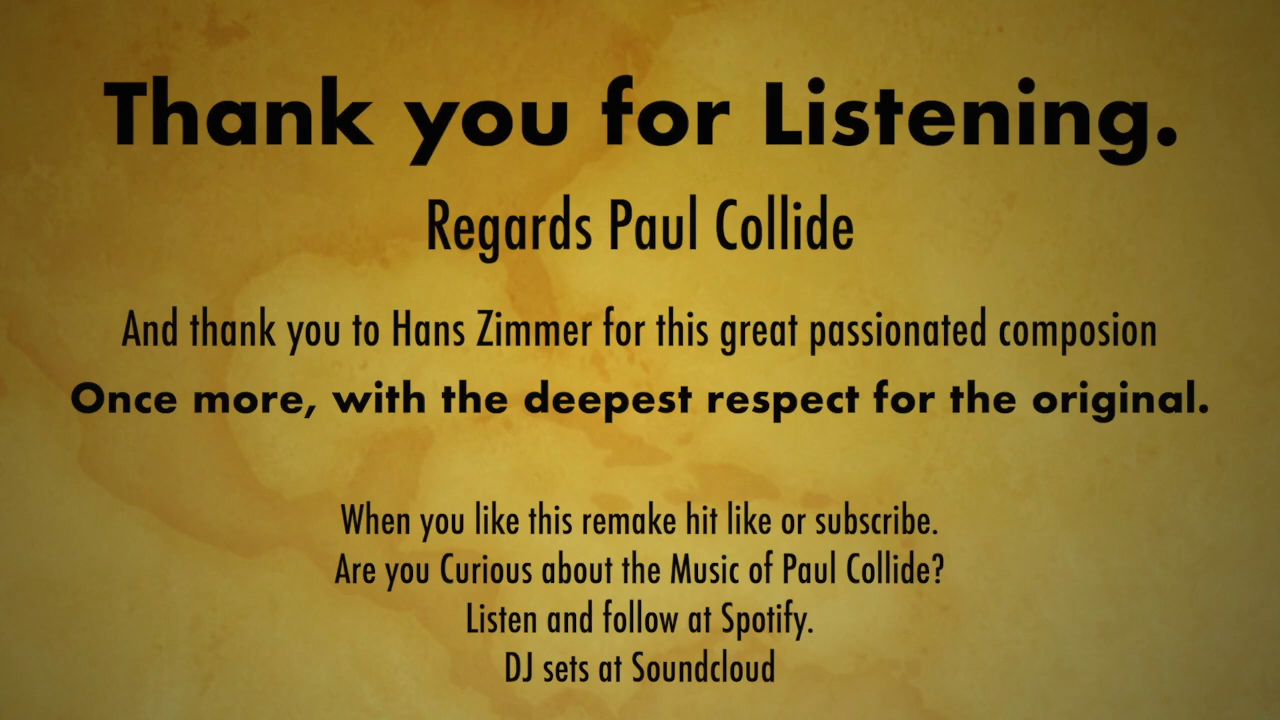 Thank you for Listening.
Regards Paul Collide
And thank you to Hans Zimmer for this great passionated composion
Once more, with the deepest respect for the original.
When you like this remake hit like or subscribe.
Are you Curious about the Music of Paul Collide?
Listen and follow at Spotify.
DJ sets at Soundcloud